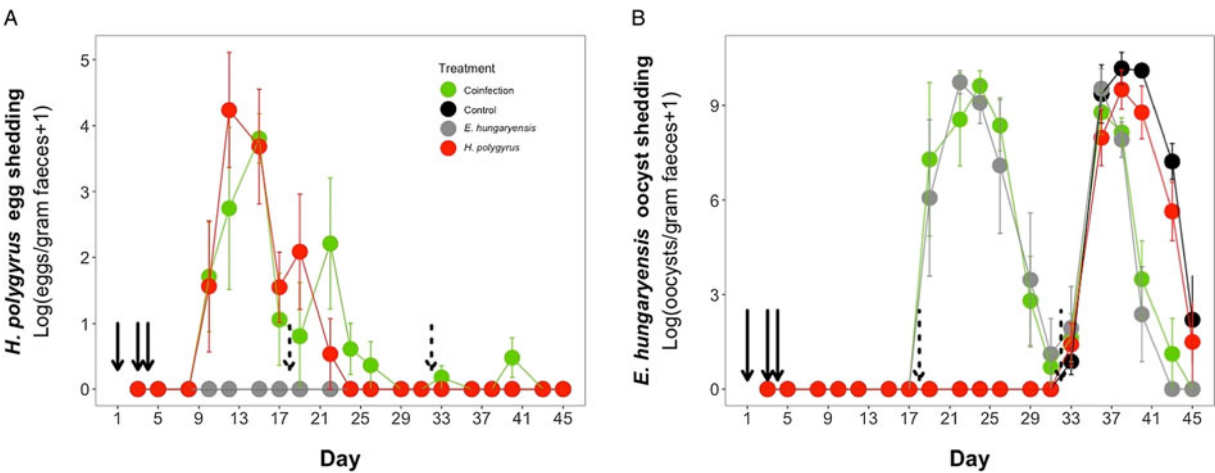 A
H. polygyrus egg shedding
Log(eggs/gram faeces+1)
5
4
3
2
1
0
Treatment
Coinfection
Control
E. hungaryensis
H. polygyrus
1 5 9 13 17 21 25 29 33 37 41 45
Day
B
E. hungaryensis oocyst shedding
Log(oocysts/gram faeces+1)
9
6
3
0
1 5 9 13 17 21 25 29 33 37 41 45
Day